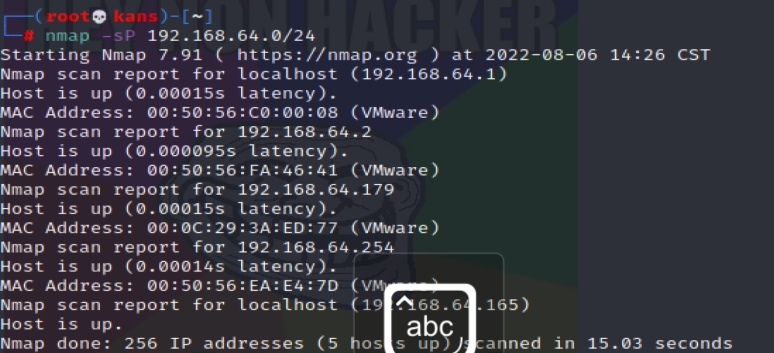 HEY NON HACKER
(root💀kans)-[~]
# nmap -sP 192.168.64.0/24
Starting Nmap 7.91 ( https://nmap.org ) at 2022-08-06 14:26 CST
Nmap scan report for localhost (192.168.64.1)
Host is up (0.00015s latency).
MAC Address: 00:50:56:C0:00:08 (VMware)
Nmap scan report for 192.168.64.2
Host is up (0.000095s latency).
MAC Address: 00:50:56:FA:46:41 (VMware)
Nmap scan report for 192.168.64.179
Host is up (0.00015s latency).
MAC Address: 00:0C:29:3A:ED:77 (VMware)
Nmap scan report for 192.168.64.254
Host is up (0.00014s latency).
MAC Address: 00:50:56:EA:E4:7D (VMware)
Nmap scan report for localhost (192.168.64.165)
Host is up.
abc
Nmap done: 256 IP addresses (5 hosts up) scanned in 15.03 seconds